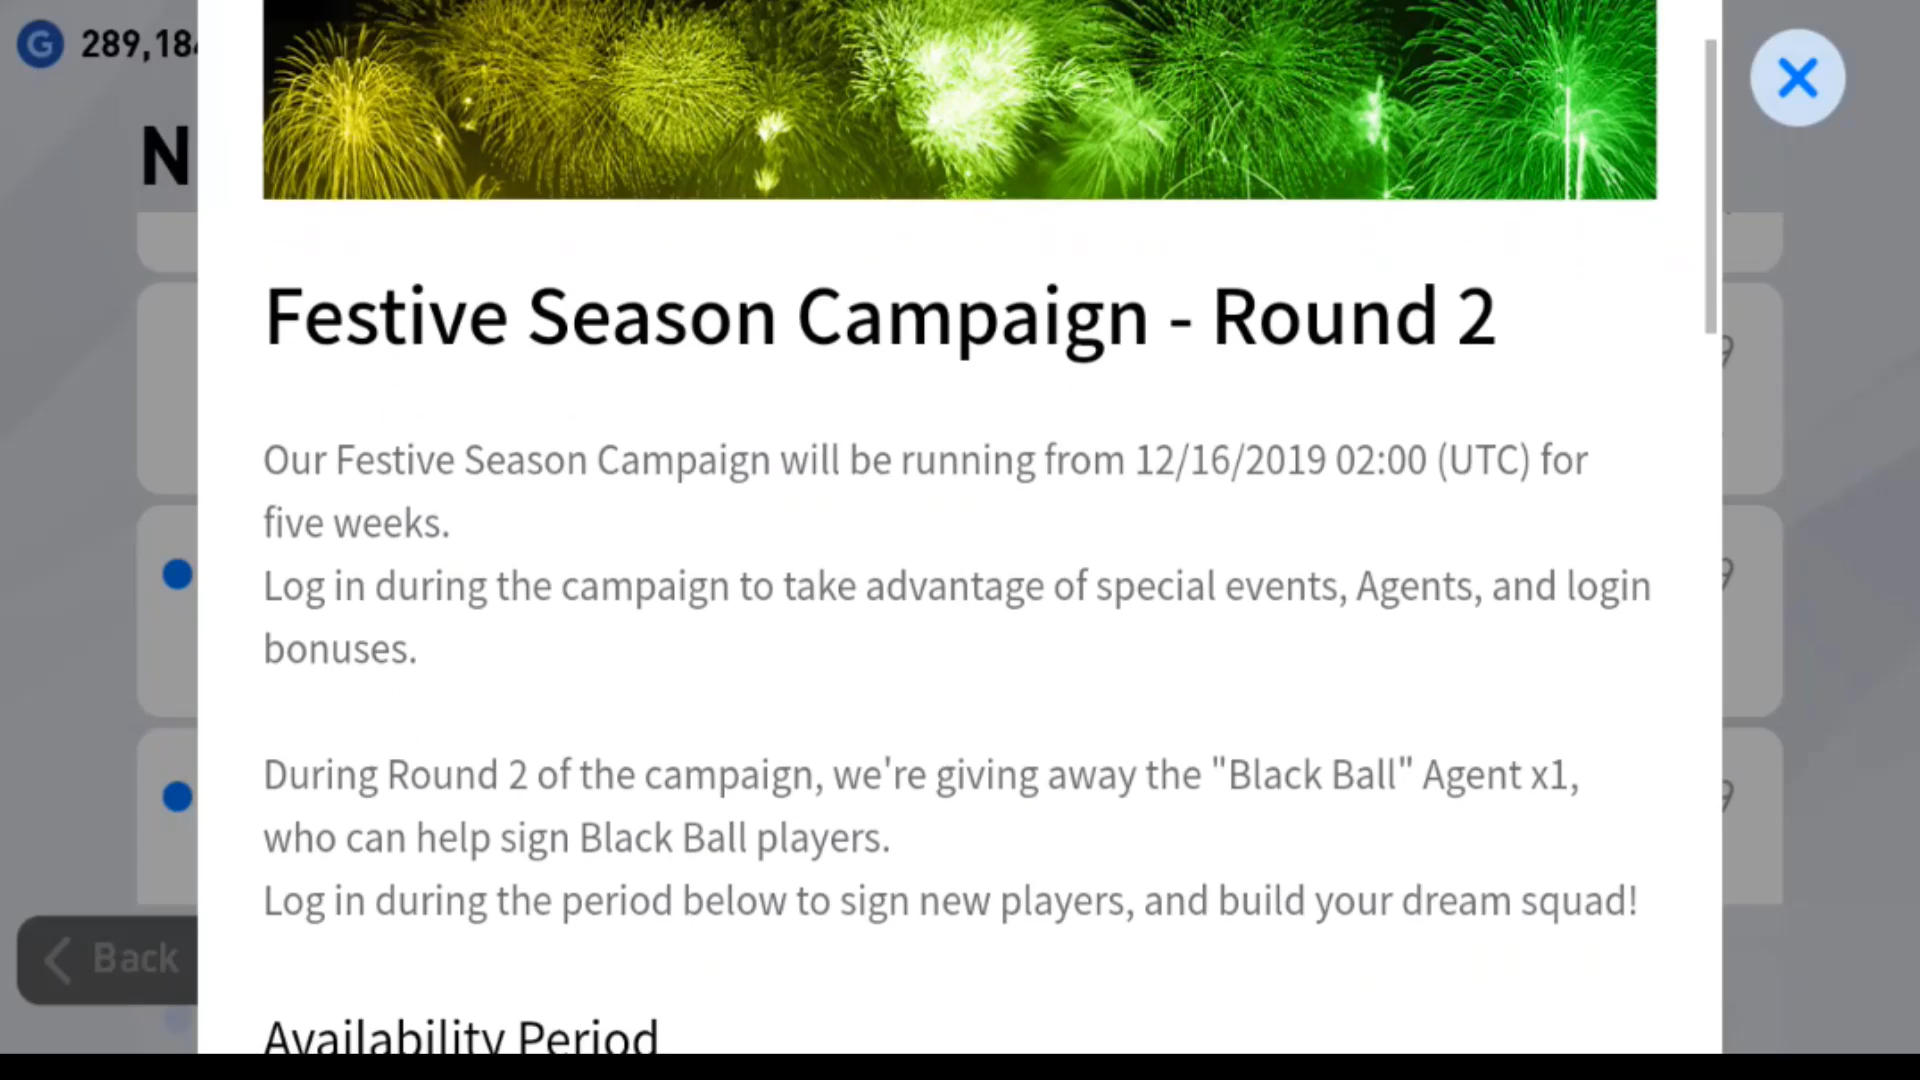 G 289,184
N
Festive Season Campaign - Round 2
Our Festive Season Campaign will be running from 12/16/2019 02:00 (UTC) for
five weeks.
Log in during the campaign to take advantage of special events, Agents, and login
bonuses.
During Round 2 of the campaign, we're giving away the "Black Ball" Agent x1,
who can help sign Black Ball players.
Log in during the period below to sign new players, and build your dream squad!
Back
Availability Period